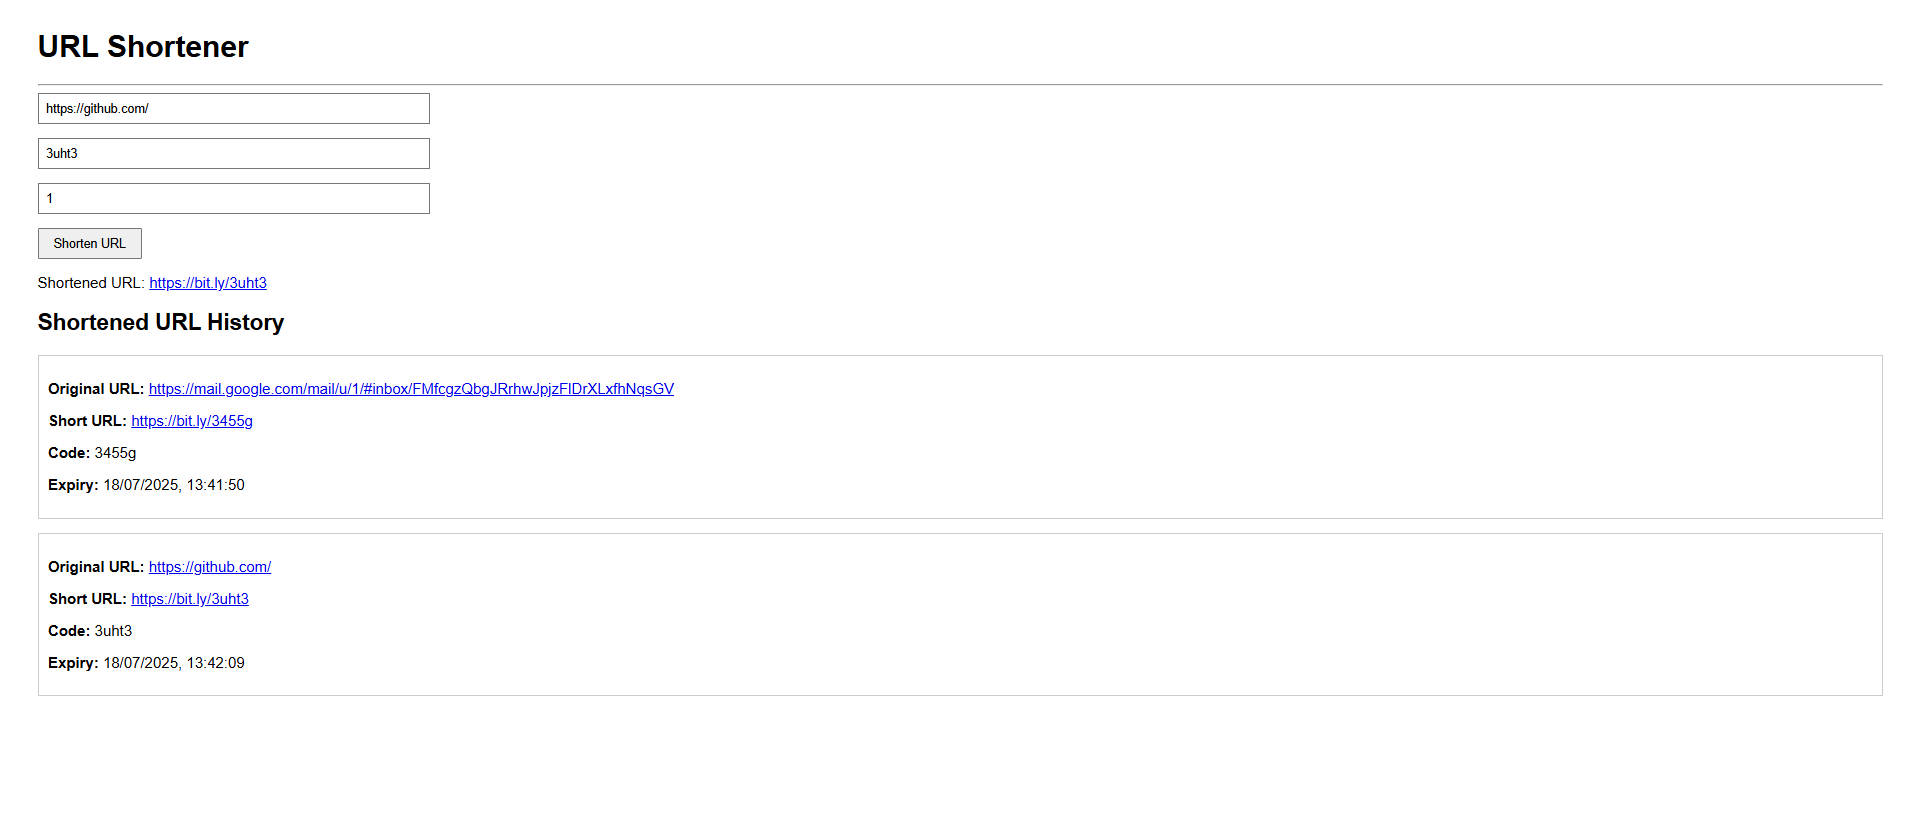 URL Shortener
https://github.com/
3uht3
1
Shorten URL
Shortened URL: https://bit.ly/3uht3
Shortened URL History
Original URL: https://mail.google.com/mail/u/1/#inbox/FMfcgzQbgJRrhwJpjzFlDrXLxfhNqsGV
Short URL: https://bit.ly/3455g
Code: 3455g
Expiry: 18/07/2025, 13:41:50
Original URL: https://github.com/
Short URL: https://bit.ly/3uht3
Code: 3uht3
Expiry: 18/07/2025, 13:42:09